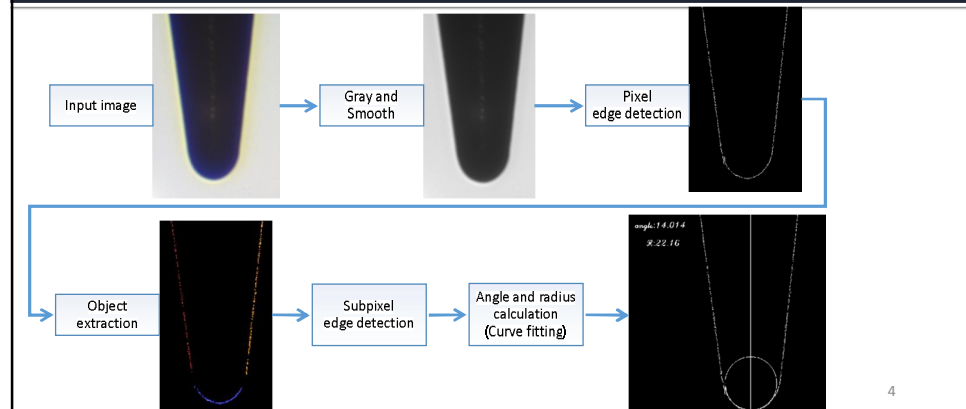 Input image
Gray and
Smooth
Pixel
edge detection
Object
extraction
Subpixel
edge detection
Angle and radius
calculation
(Curve fitting)
angle:14.014
R:22.16
4